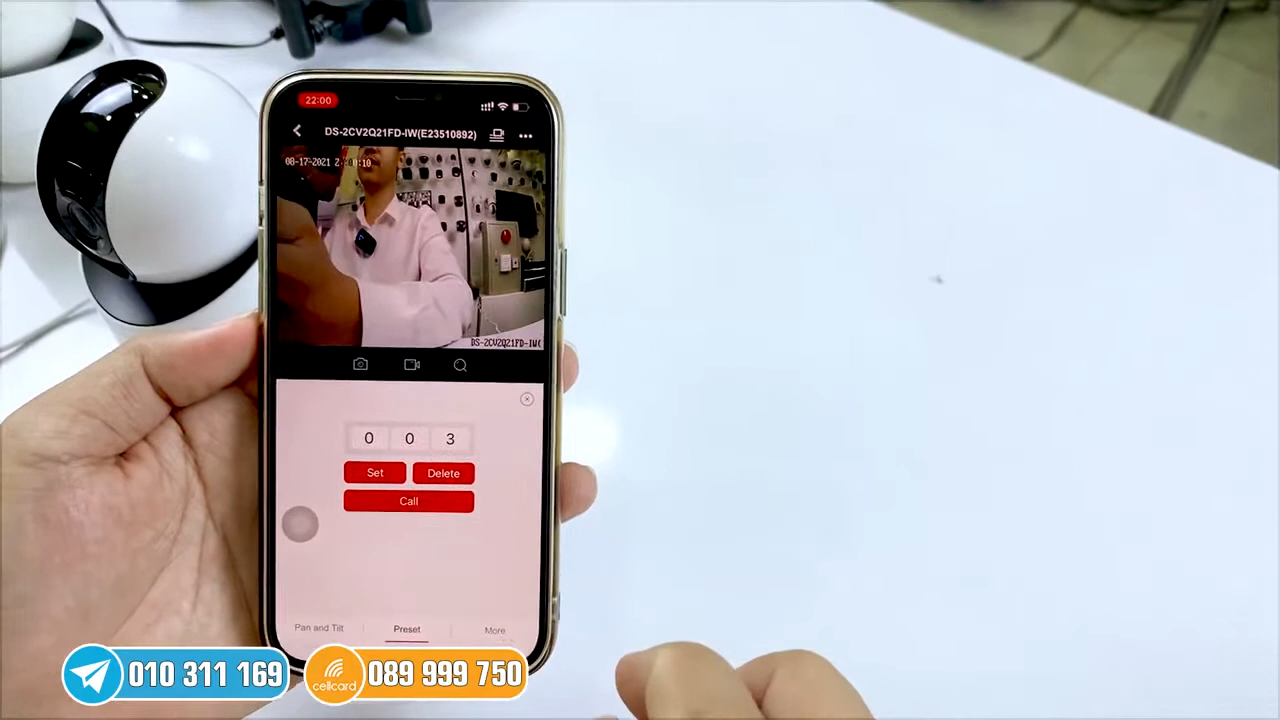 22:00
DS-2CV2Q21FD-IW(E23510892)
08-17-2021
DS-2CV2Q21FD-IW(
0 0 3
Set Delete
Call
Pan and Tilt Preset More
010 311 169
cellcard 089 999 750